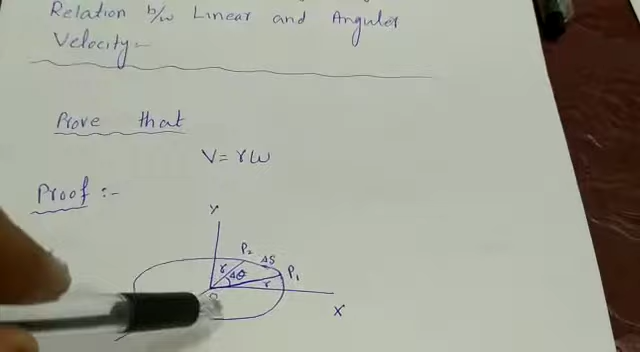 Relation b/w Linear and Angular
Velocity:-
Prove that
V = rω
Proof :-
Y
P₂
Δs
r
Δθ
P₁
r
O
X